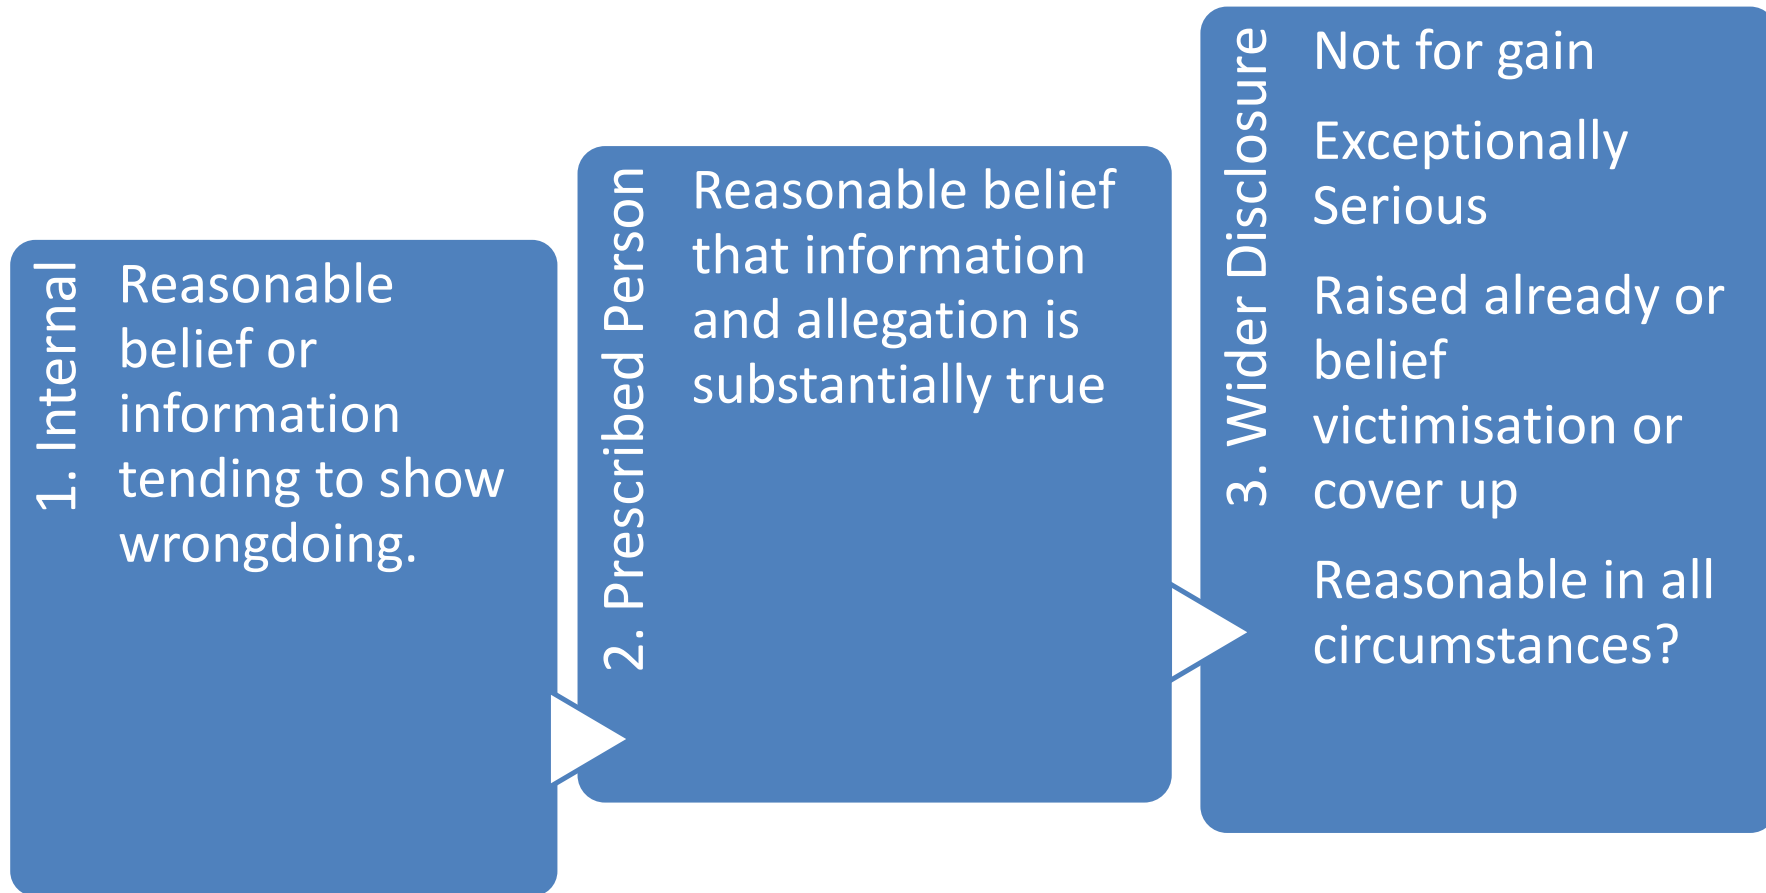 1. Internal
Reasonable
belief or
information
tending to show
wrongdoing.
2. Prescribed Person
Reasonable belief
that information
and allegation is
substantially true
3. Wider Disclosure
Not for gain
Exceptionally
Serious
Raised already or
belief
victimisation or
cover up
Reasonable in all
circumstances?